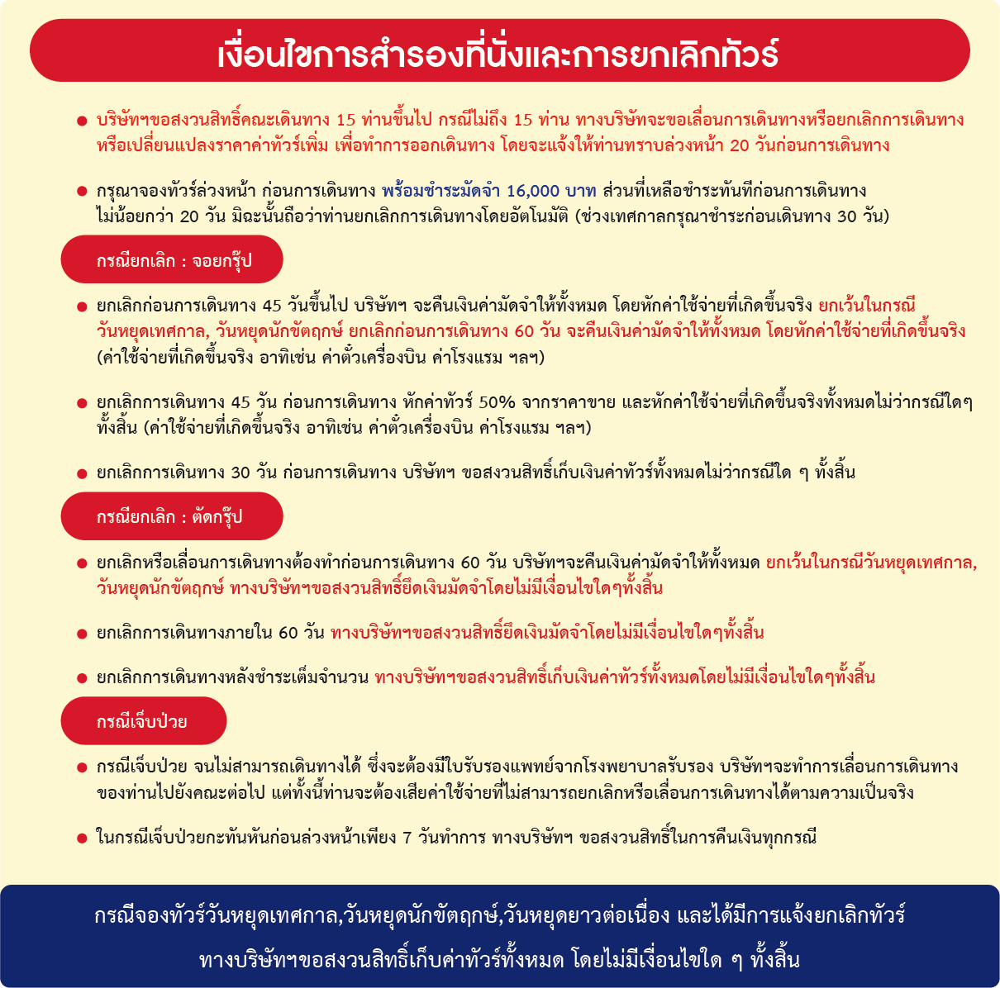 เงื่อนไขการสำรองที่นั่งและการยกเลิกทัวร์
● บริษัทฯขอสงวนสิทธิ์คณะเดินทาง 15 ท่านขึ้นไป กรณีไม่ถึง 15 ท่าน ทางบริษัทจะขอเลื่อนการเดินทางหรือยกเลิกการเดินทาง
หรือเปลี่ยนแปลงราคาค่าทัวร์เพิ่ม เพื่อทำการออกเดินทาง โดยจะแจ้งให้ท่านทราบล่วงหน้า 20 วันก่อนการเดินทาง
● กรุณาจองทัวร์ล่วงหน้า ก่อนการเดินทาง พร้อมชำระมัดจำ 16,000 บาท ส่วนที่เหลือชำระทันทีก่อนการเดินทาง
ไม่น้อยกว่า 20 วัน มิฉะนั้นถือว่าท่านยกเลิกการเดินทางโดยอัตโนมัติ (ช่วงเทศกาลกรุณาชำระก่อนเดินทาง 30 วัน)
กรณียกเลิก : จอยกรุ๊ป
● ยกเลิกก่อนการเดินทาง 45 วันขึ้นไป บริษัทฯ จะคืนเงินค่ามัดจำให้ทั้งหมด โดยหักค่าใช้จ่ายที่เกิดขึ้นจริง ยกเว้นในกรณี
วันหยุดเทศกาล, วันหยุดนักขัตฤกษ์ ยกเลิกก่อนการเดินทาง 60 วัน จะคืนเงินค่ามัดจำให้ทั้งหมด โดยหักค่าใช้จ่ายที่เกิดขึ้นจริง
(ค่าใช้จ่ายที่เกิดขึ้นจริง อาทิเช่น ค่าตั๋วเครื่องบิน ค่าโรงแรม ฯลฯ)
● ยกเลิกการเดินทาง 45 วัน ก่อนการเดินทาง หักค่าทัวร์ 50% จากราคาขาย และหักค่าใช้จ่ายที่เกิดขึ้นจริงทั้งหมดไม่ว่ากรณีใดๆ
ทั้งสิ้น (ค่าใช้จ่ายที่เกิดขึ้นจริง อาทิเช่น ค่าตั๋วเครื่องบิน ค่าโรงแรม ฯลฯ)
● ยกเลิกการเดินทาง 30 วัน ก่อนการเดินทาง บริษัทฯ ขอสงวนสิทธิ์เก็บเงินค่าทัวร์ทั้งหมดไม่ว่ากรณีใด ๆ ทั้งสิ้น
กรณียกเลิก : ตัดกรุ๊ป
● ยกเลิกหรือเลื่อนการเดินทางต้องทำก่อนการเดินทาง 60 วัน บริษัทฯจะคืนเงินค่ามัดจำให้ทั้งหมด ยกเว้นในกรณีวันหยุดเทศกาล,
วันหยุดนักขัตฤกษ์ ทางบริษัทฯขอสงวนสิทธิ์ยึดเงินมัดจำโดยไม่มีเงื่อนไขใดๆทั้งสิ้น
● ยกเลิกการเดินทางภายใน 60 วัน ทางบริษัทฯขอสงวนสิทธิ์ยึดเงินมัดจำโดยไม่มีเงื่อนไขใดๆทั้งสิ้น
● ยกเลิกการเดินทางหลังชำระเต็มจำนวน ทางบริษัทฯขอสงวนสิทธิ์เก็บเงินค่าทัวร์ทั้งหมดโดยไม่มีเงื่อนไขใดๆทั้งสิ้น
กรณีเจ็บป่วย
● กรณีเจ็บป่วย จนไม่สามารถเดินทางได้ ซึ่งจะต้องมีใบรับรองแพทย์จากโรงพยาบาลรับรอง บริษัทฯจะทำการเลื่อนการเดินทาง
ของท่านไปยังคณะต่อไป แต่ทั้งนี้ท่านจะต้องเสียค่าใช้จ่ายที่ไม่สามารถยกเลิกหรือเลื่อนการเดินทางได้ตามความเป็นจริง
● ในกรณีเจ็บป่วยกะทันหันก่อนล่วงหน้าเพียง 7 วันทำการ ทางบริษัทฯ ขอสงวนสิทธิ์ในการคืนเงินทุกกรณี
กรณีจองทัวร์วันหยุดเทศกาล,วันหยุดนักขัตฤกษ์,วันหยุดยาวต่อเนื่อง และได้มีการแจ้งยกเลิกทัวร์
ทางบริษัทฯขอสงวนสิทธิ์เก็บค่าทัวร์ทั้งหมด โดยไม่มีเงื่อนไขใด ๆ ทั้งสิ้น